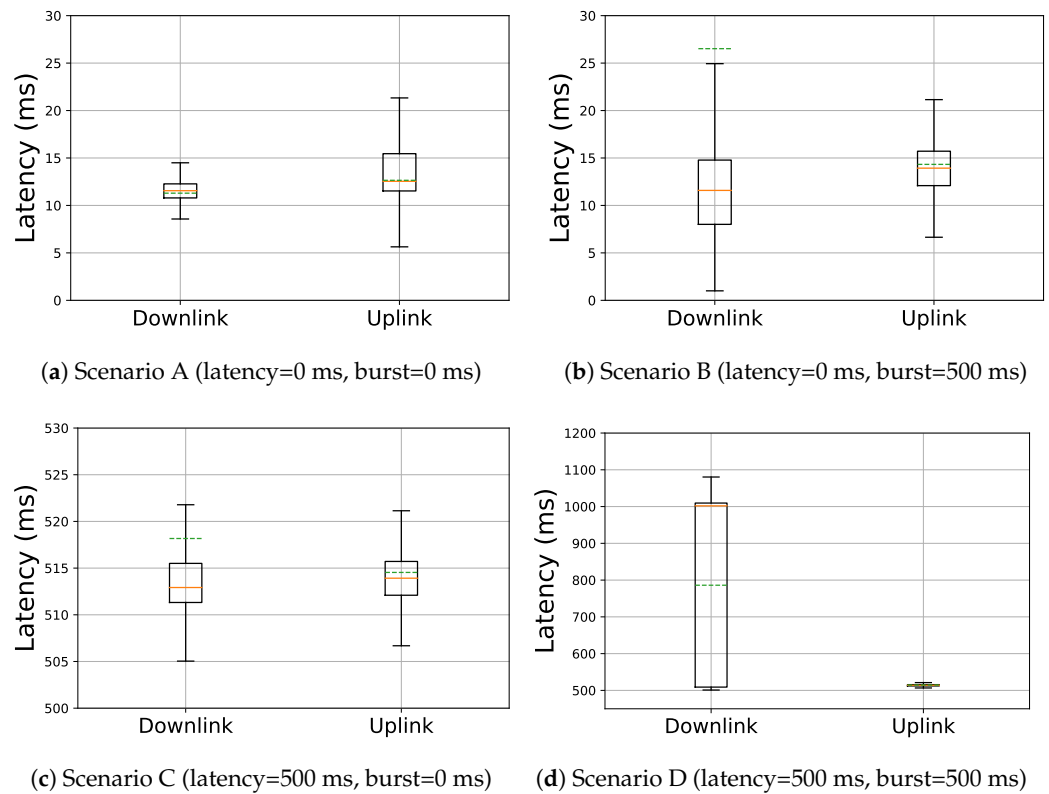 30
25
20
15
10
5
0
Latency (ms)
Downlink Uplink
(a) Scenario A (latency=0 ms, burst=0 ms)
30
25
20
15
10
5
0
Latency (ms)
Downlink Uplink
(b) Scenario B (latency=0 ms, burst=500 ms)
530
525
520
515
510
505
500
Latency (ms)
Downlink Uplink
(c) Scenario C (latency=500 ms, burst=0 ms)
1200
1100
1000
900
800
700
600
500
Latency (ms)
Downlink Uplink
(d) Scenario D (latency=500 ms, burst=500 ms)